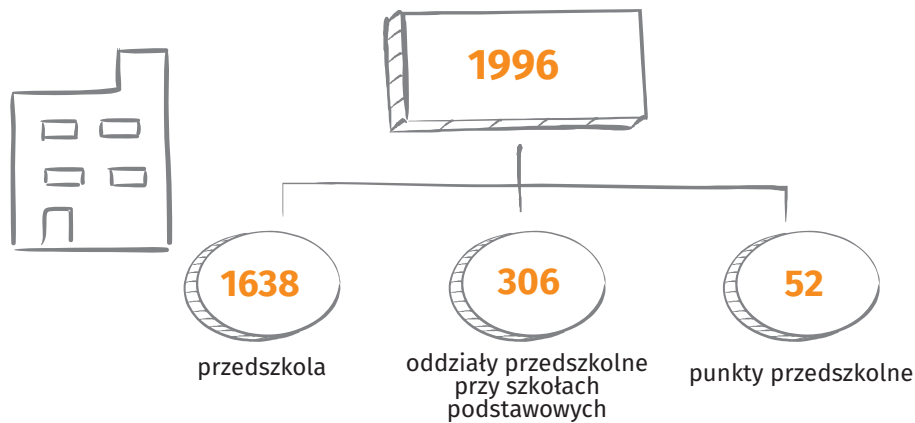 1996
1638
306
52
przedszkola
oddziały przedszkolne
przy szkołach
podstawowych
punkty przedszkolne